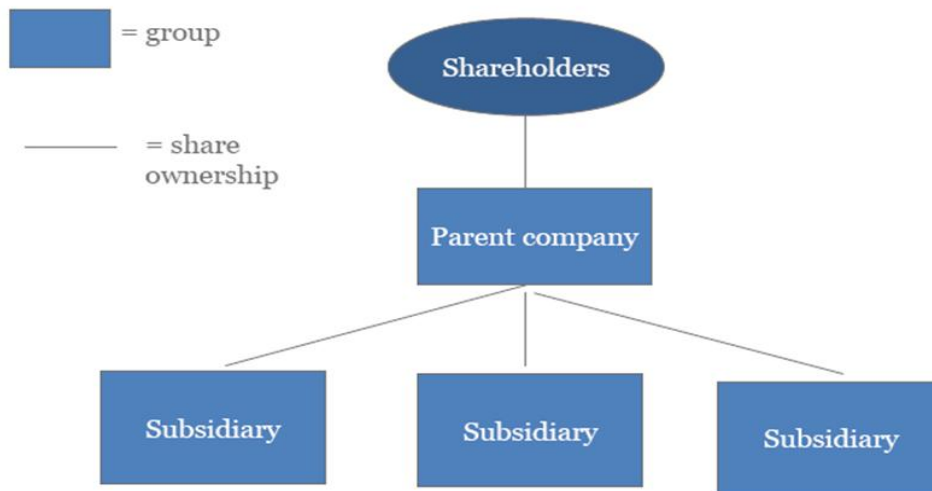 = group
Shareholders
= share
ownership
Parent company
Subsidiary
Subsidiary
Subsidiary